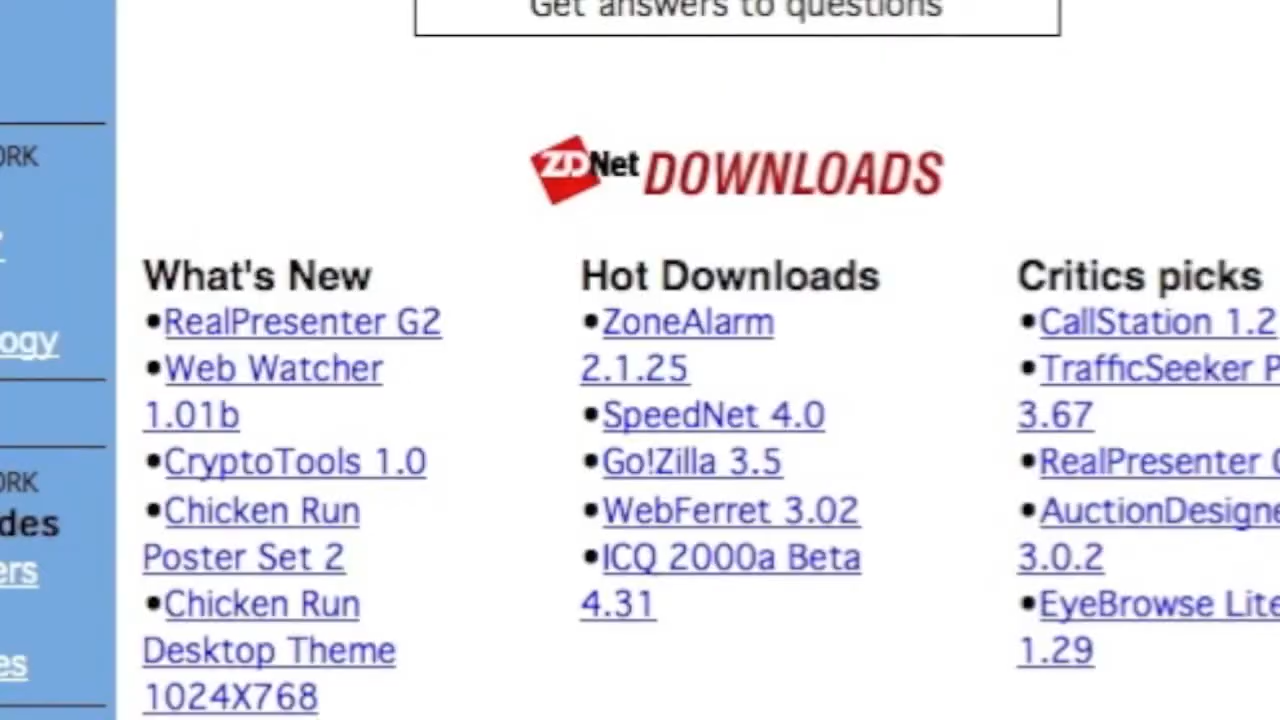 Get answers to questions
ORK
ZDNet DOWNLOADS
ogy
What's New
•RealPresenter G2
•Web Watcher
1.01b
•CryptoTools 1.0
•Chicken Run
Poster Set 2
•Chicken Run
Desktop Theme
1024X768
Hot Downloads
•ZoneAlarm
2.1.25
•SpeedNet 4.0
•Go!Zilla 3.5
•WebFerret 3.02
•ICQ 2000a Beta
4.31
Critics picks
•CallStation 1.2
•TrafficSeeker P
3.67
•RealPresenter
•AuctionDesigne
3.0.2
•EyeBrowse Lite
1.29
ORK
des
ers
es